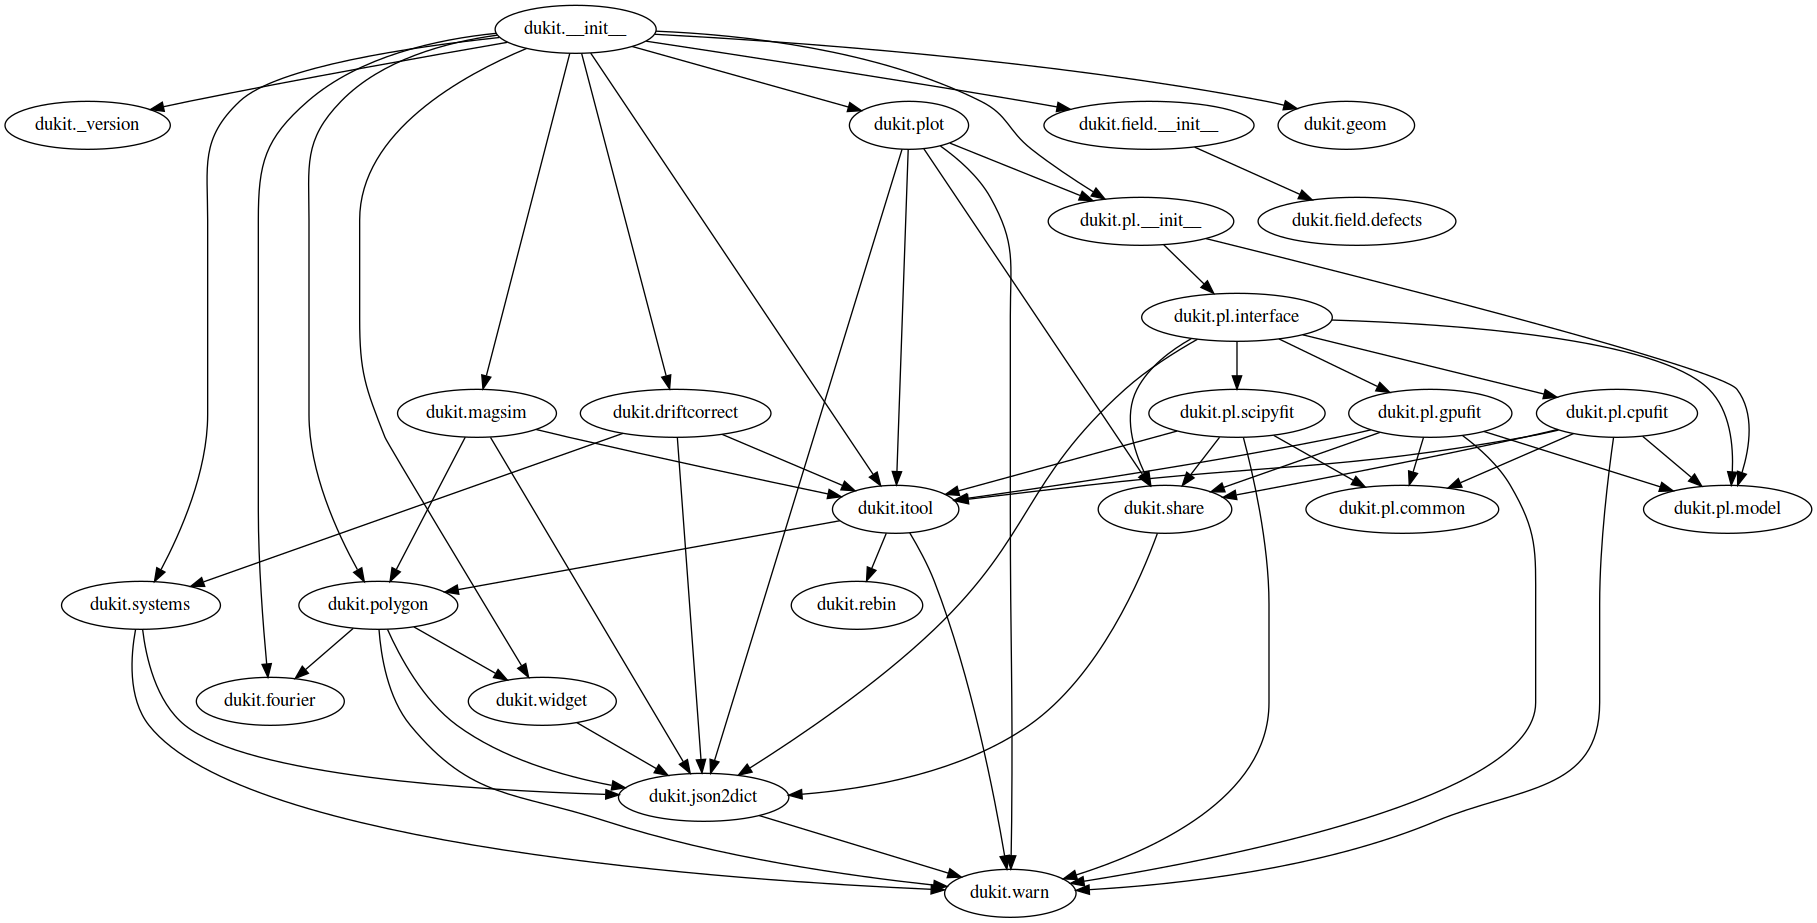 dukit.__init__
dukit._version
dukit.plot
dukit.field.__init__
dukit.geom
dukit.pl.__init__
dukit.field.defects
dukit.pl.interface
dukit.magsim
dukit.driftcorrect
dukit.pl.scipyfit
dukit.pl.gpufit
dukit.pl.cpufit
dukit.itool
dukit.share
dukit.pl.common
dukit.pl.model
dukit.systems
dukit.polygon
dukit.rebin
dukit.fourier
dukit.widget
dukit.json2dict
dukit.warn